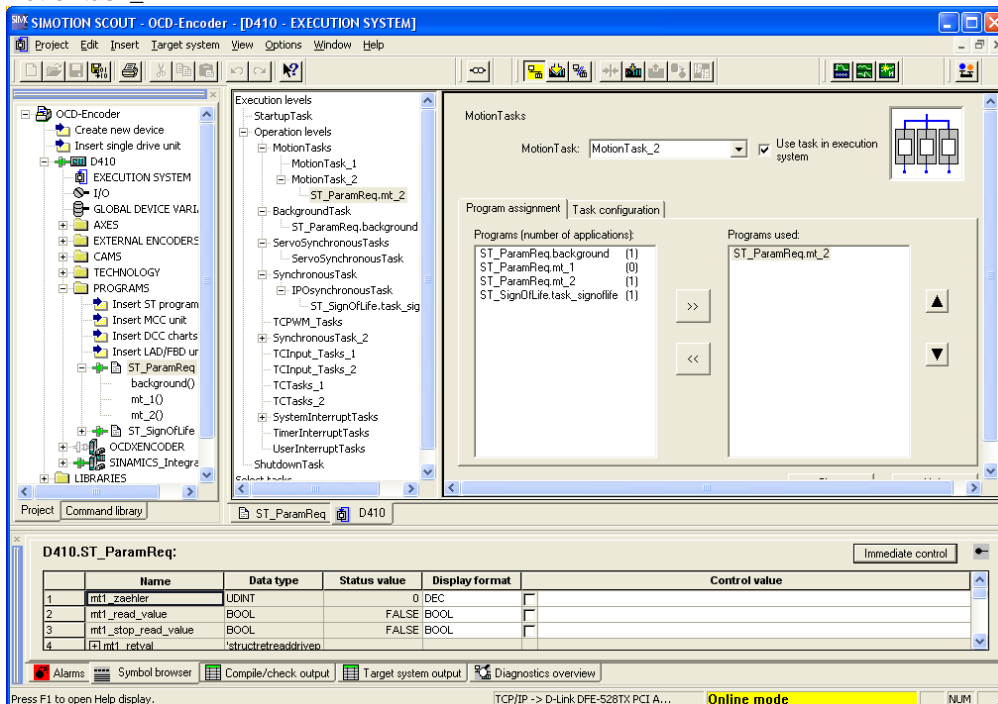 SIMOTION SCOUT - OCD-Encoder - [D410 - EXECUTION SYSTEM]
Project Edit Insert Target system View Options Window Help
OCD-Encoder
Create new device
Insert single drive unit
D410
EXECUTION SYSTEM
I/O
GLOBAL DEVICE VARI
AXES
EXTERNAL ENCODERS
CAMS
TECHNOLOGY
PROGRAMS
Insert ST program
Insert MCC unit
Insert DCC charts
Insert LAD/FBD ur
ST_ParamReq
background()
mt_1()
mt_2()
ST_SignOfLife
OCDXENCODER
SINAMICS_Integra
LIBRARIES
Project Command library
Execution levels
StartupTask
Operation levels
MotionTasks
MotionTask_1
MotionTask_2
ST_ParamReq.mt_2
BackgroundTask
ST_ParamReq.background
ServoSynchronousTasks
ServoSynchronousTask
SynchronousTask
IPOsynchronousTask
ST_SignOfLife.task_sig
TCPWM_Tasks
SynchronousTask_2
TCInput_Tasks_1
TCInput_Tasks_2
TCTasks_1
TCTasks_2
SystemInterruptTasks
TimerInterruptTasks
UserInterruptTasks
ShutdownTask
Select tasks
MotionTasks
MotionTask: MotionTask_2
Use task in execution
system
Program assignment Task configuration
Programs (number of applications):
ST_ParamReq.background (1)
ST_ParamReq.mt_1 (0)
ST_ParamReq.mt_2 (1)
ST_SignOfLife.task_signoflife (1)
>>
<<
Programs used:
ST_ParamReq.mt_2
ST_ParamReq D410
D410.ST_ParamReq:
Immediate control
Name Data type Status value Display format Control value
1 mt1_zaehler UDINT 0 DEC
2 mt1_read_value BOOL FALSE BOOL
3 mt1_stop_read_value BOOL FALSE BOOL
4 mt1_retval 'structretreaddrivep
Alarms Symbol browser Compile/check output Target system output Diagnostics overview
Press F1 to open Help display. TCP/IP -> D-Link DFE-528TX PCI A... Online mode NUM